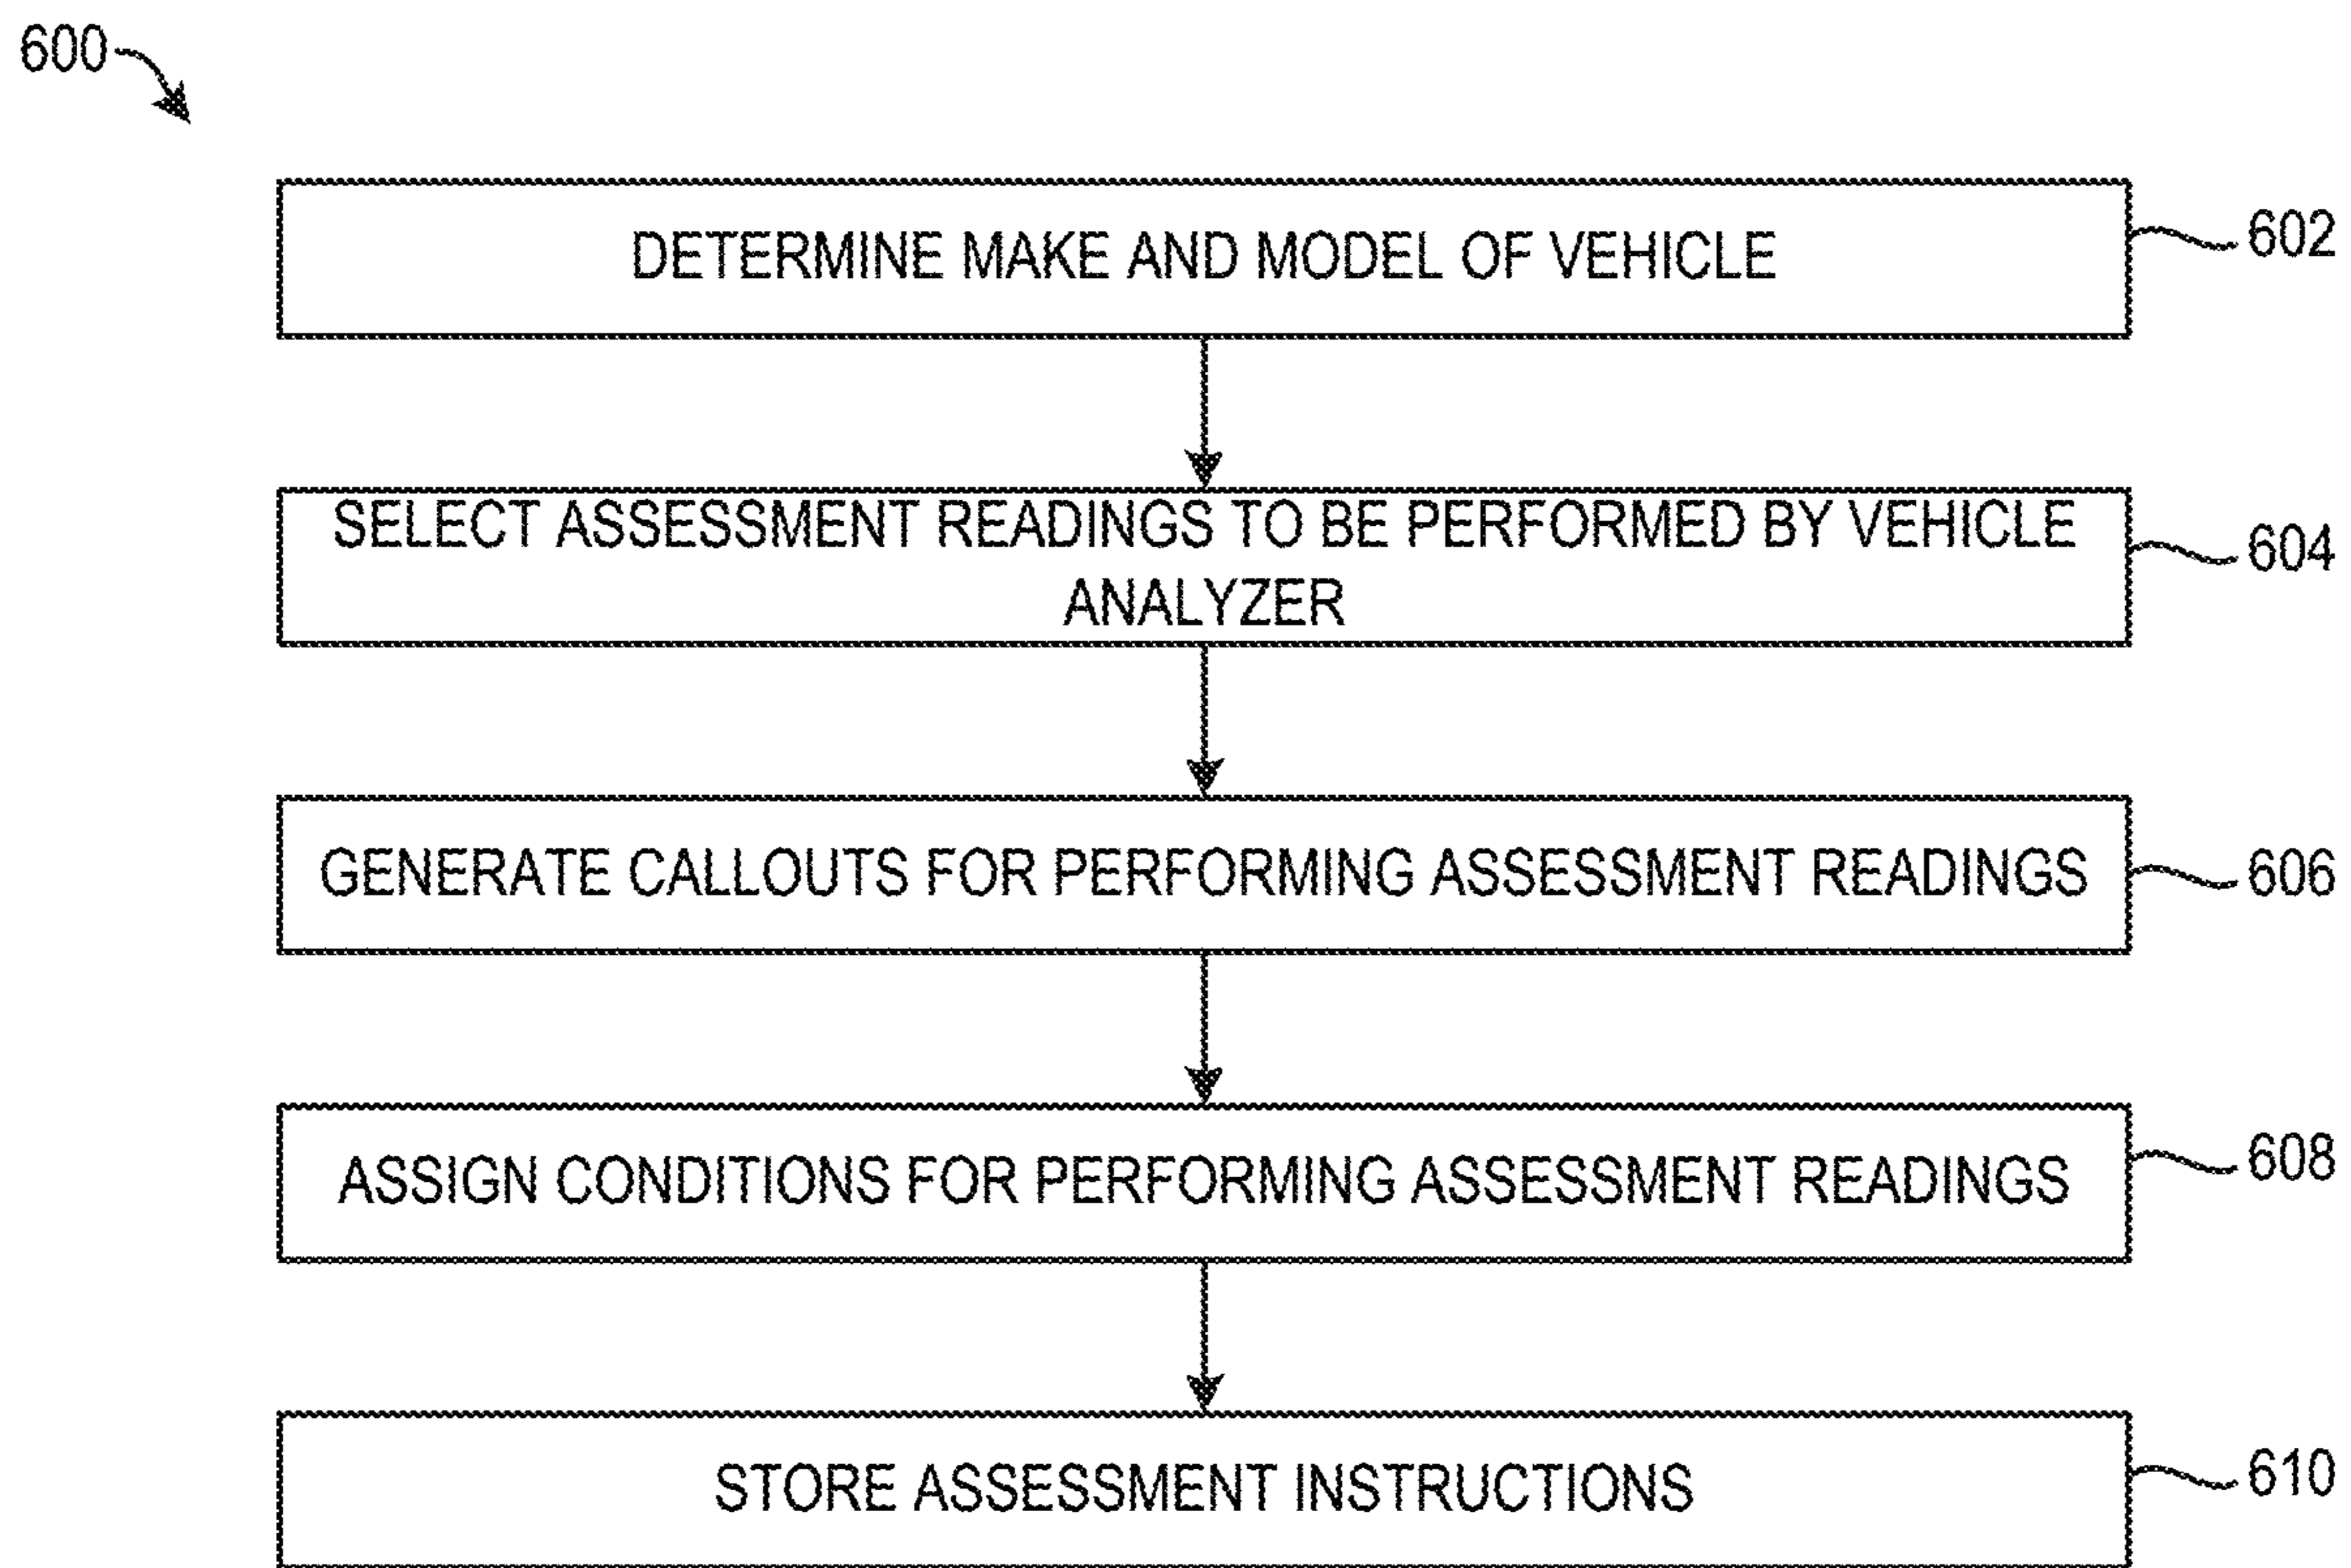 600
DETERMINE MAKE AND MODEL OF VEHICLE
602
SELECT ASSESSMENT READINGS TO BE PERFORMED BY VEHICLE
ANALYZER
604
GENERATE CALLOUTS FOR PERFORMING ASSESSMENT READINGS
606
ASSIGN CONDITIONS FOR PERFORMING ASSESSMENT READINGS
608
STORE ASSESSMENT INSTRUCTIONS
610